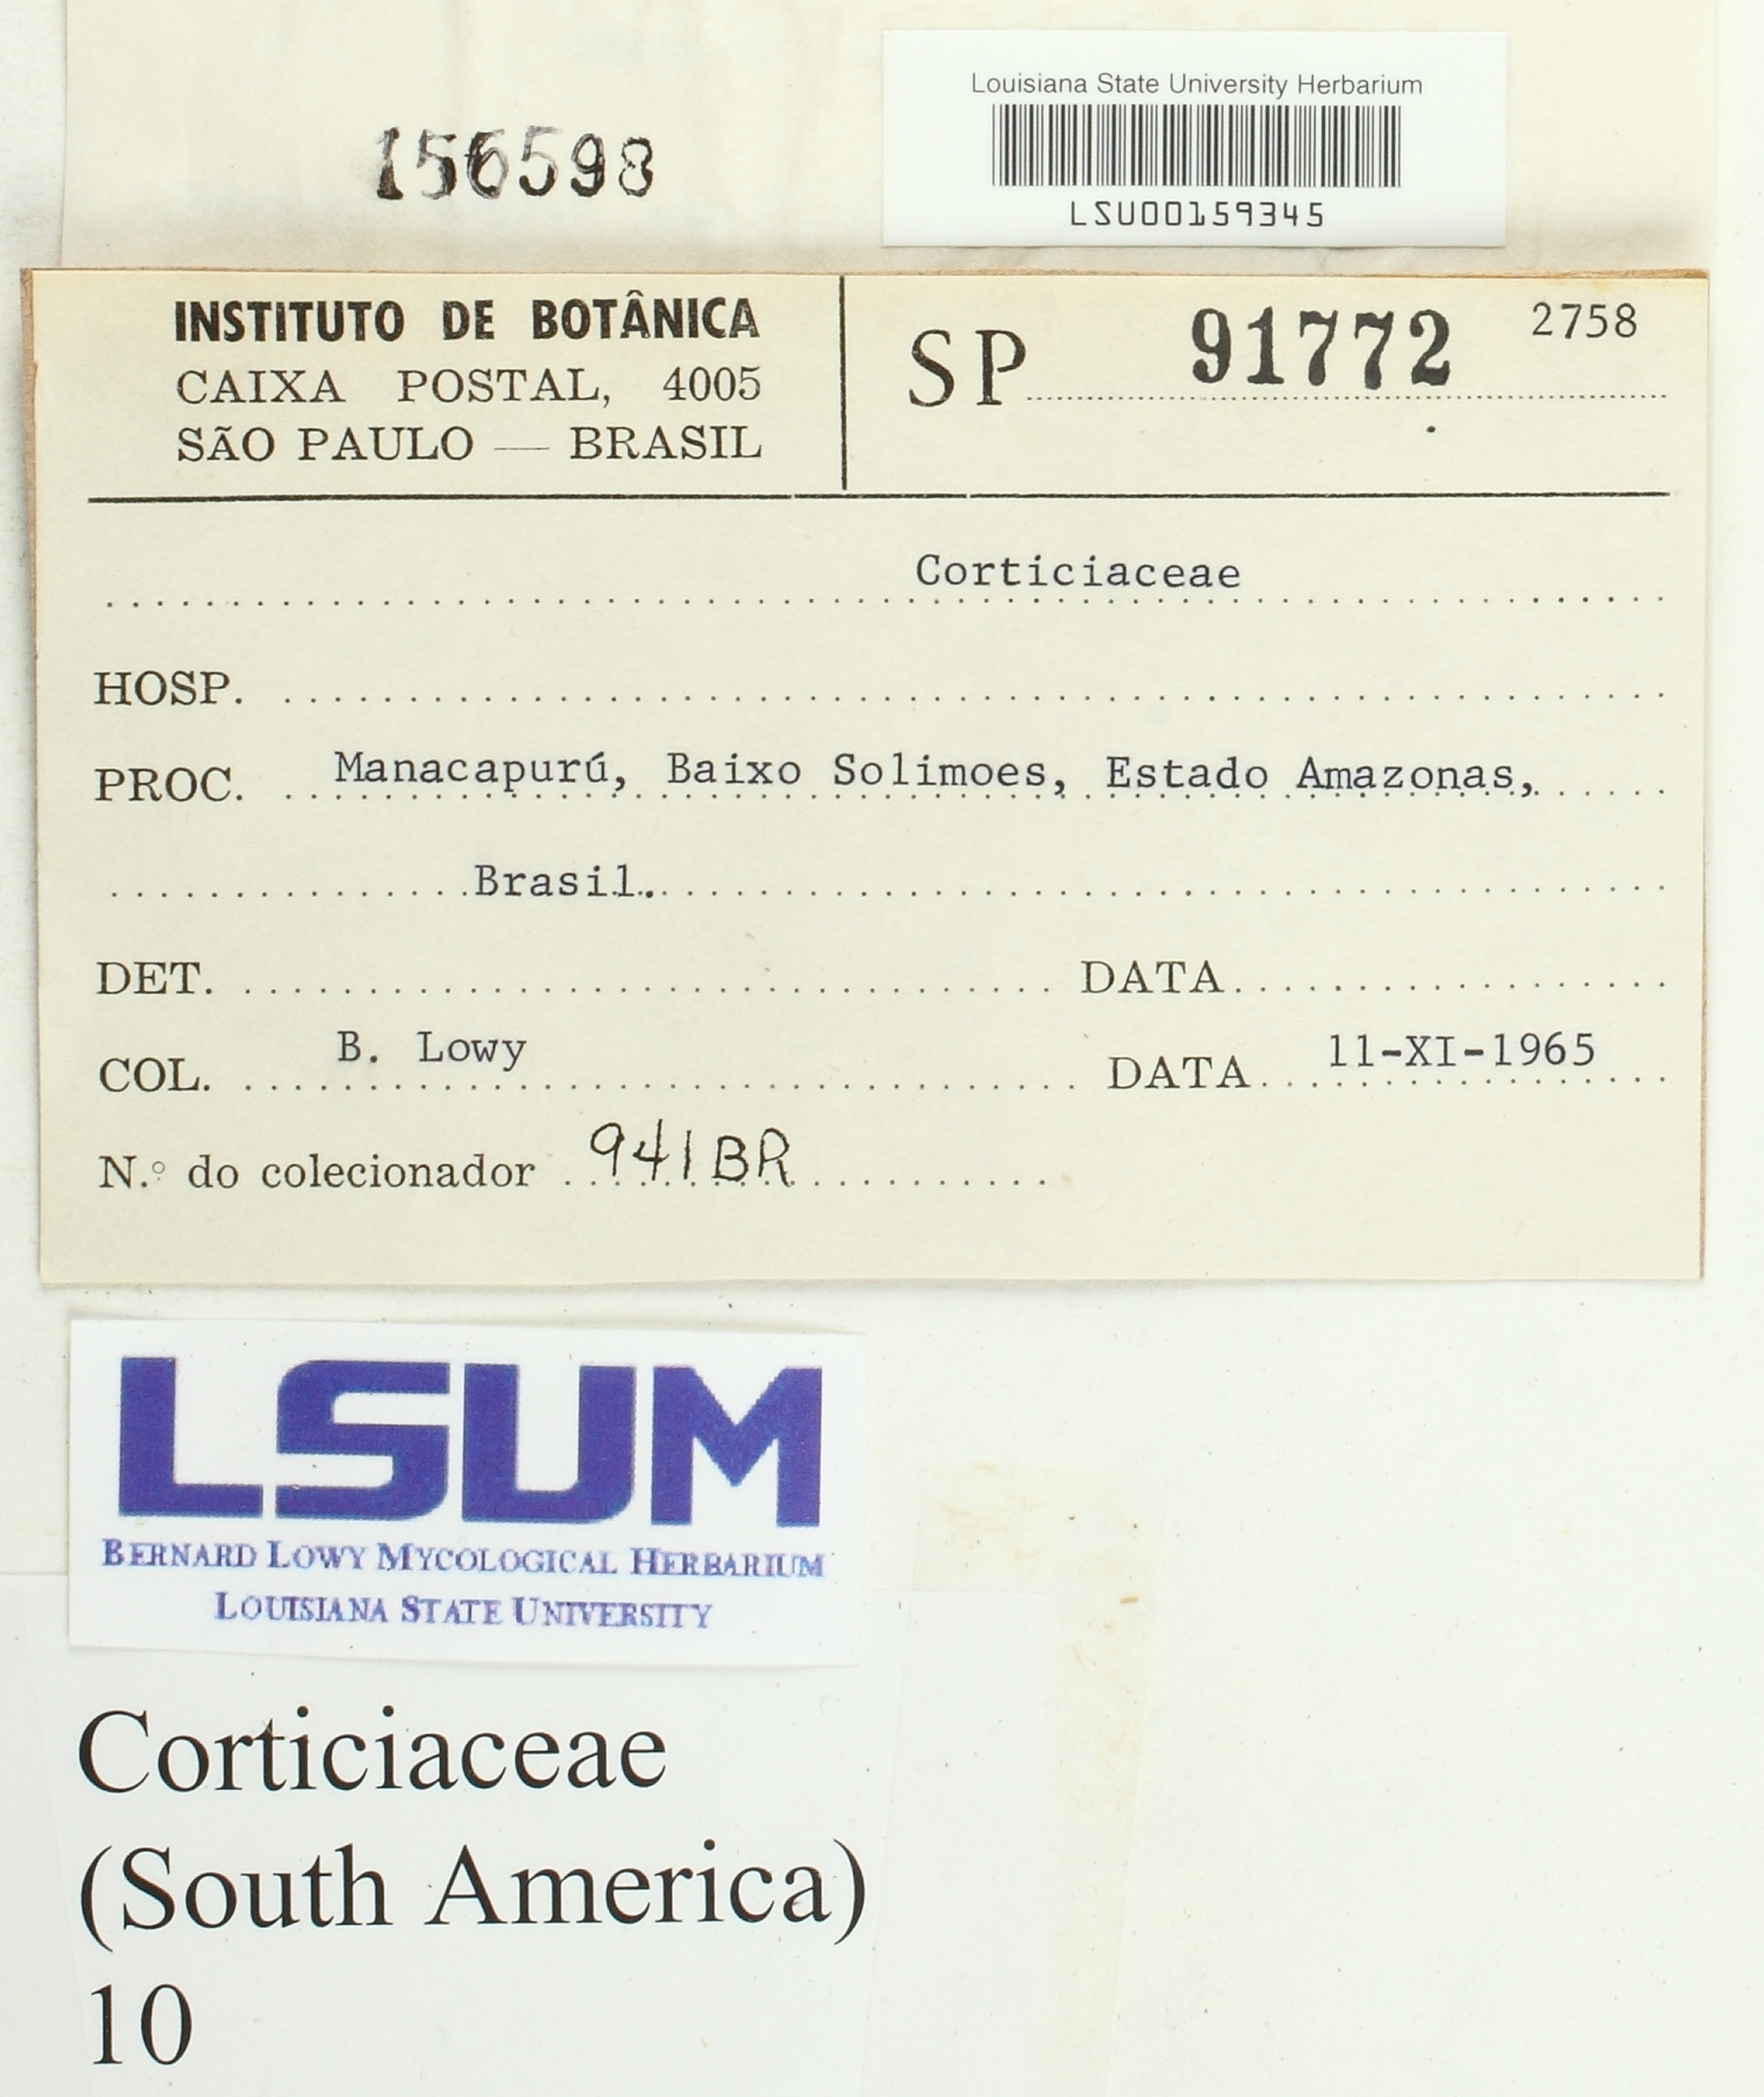 156598
Louisiana State University Herbarium
LSU00159345
INSTITUTO DE BOTÂNICA
CAIXA POSTAL, 4005
SÃO PAULO — BRASIL
SP 91772 2758
Corticiaceae
HOSP.
PROC. Manacapurú, Baixo Solimoes, Estado Amazonas,
Brasil.
DET. DATA
COL. B. Lowy DATA 11-XI-1965
N.º do colecionador 941BR
LSUM
BERNARD LOWY MYCOLOGICAL HERBARIUM
LOUISIANA STATE UNIVERSITY
Corticiaceae
(South America)
10